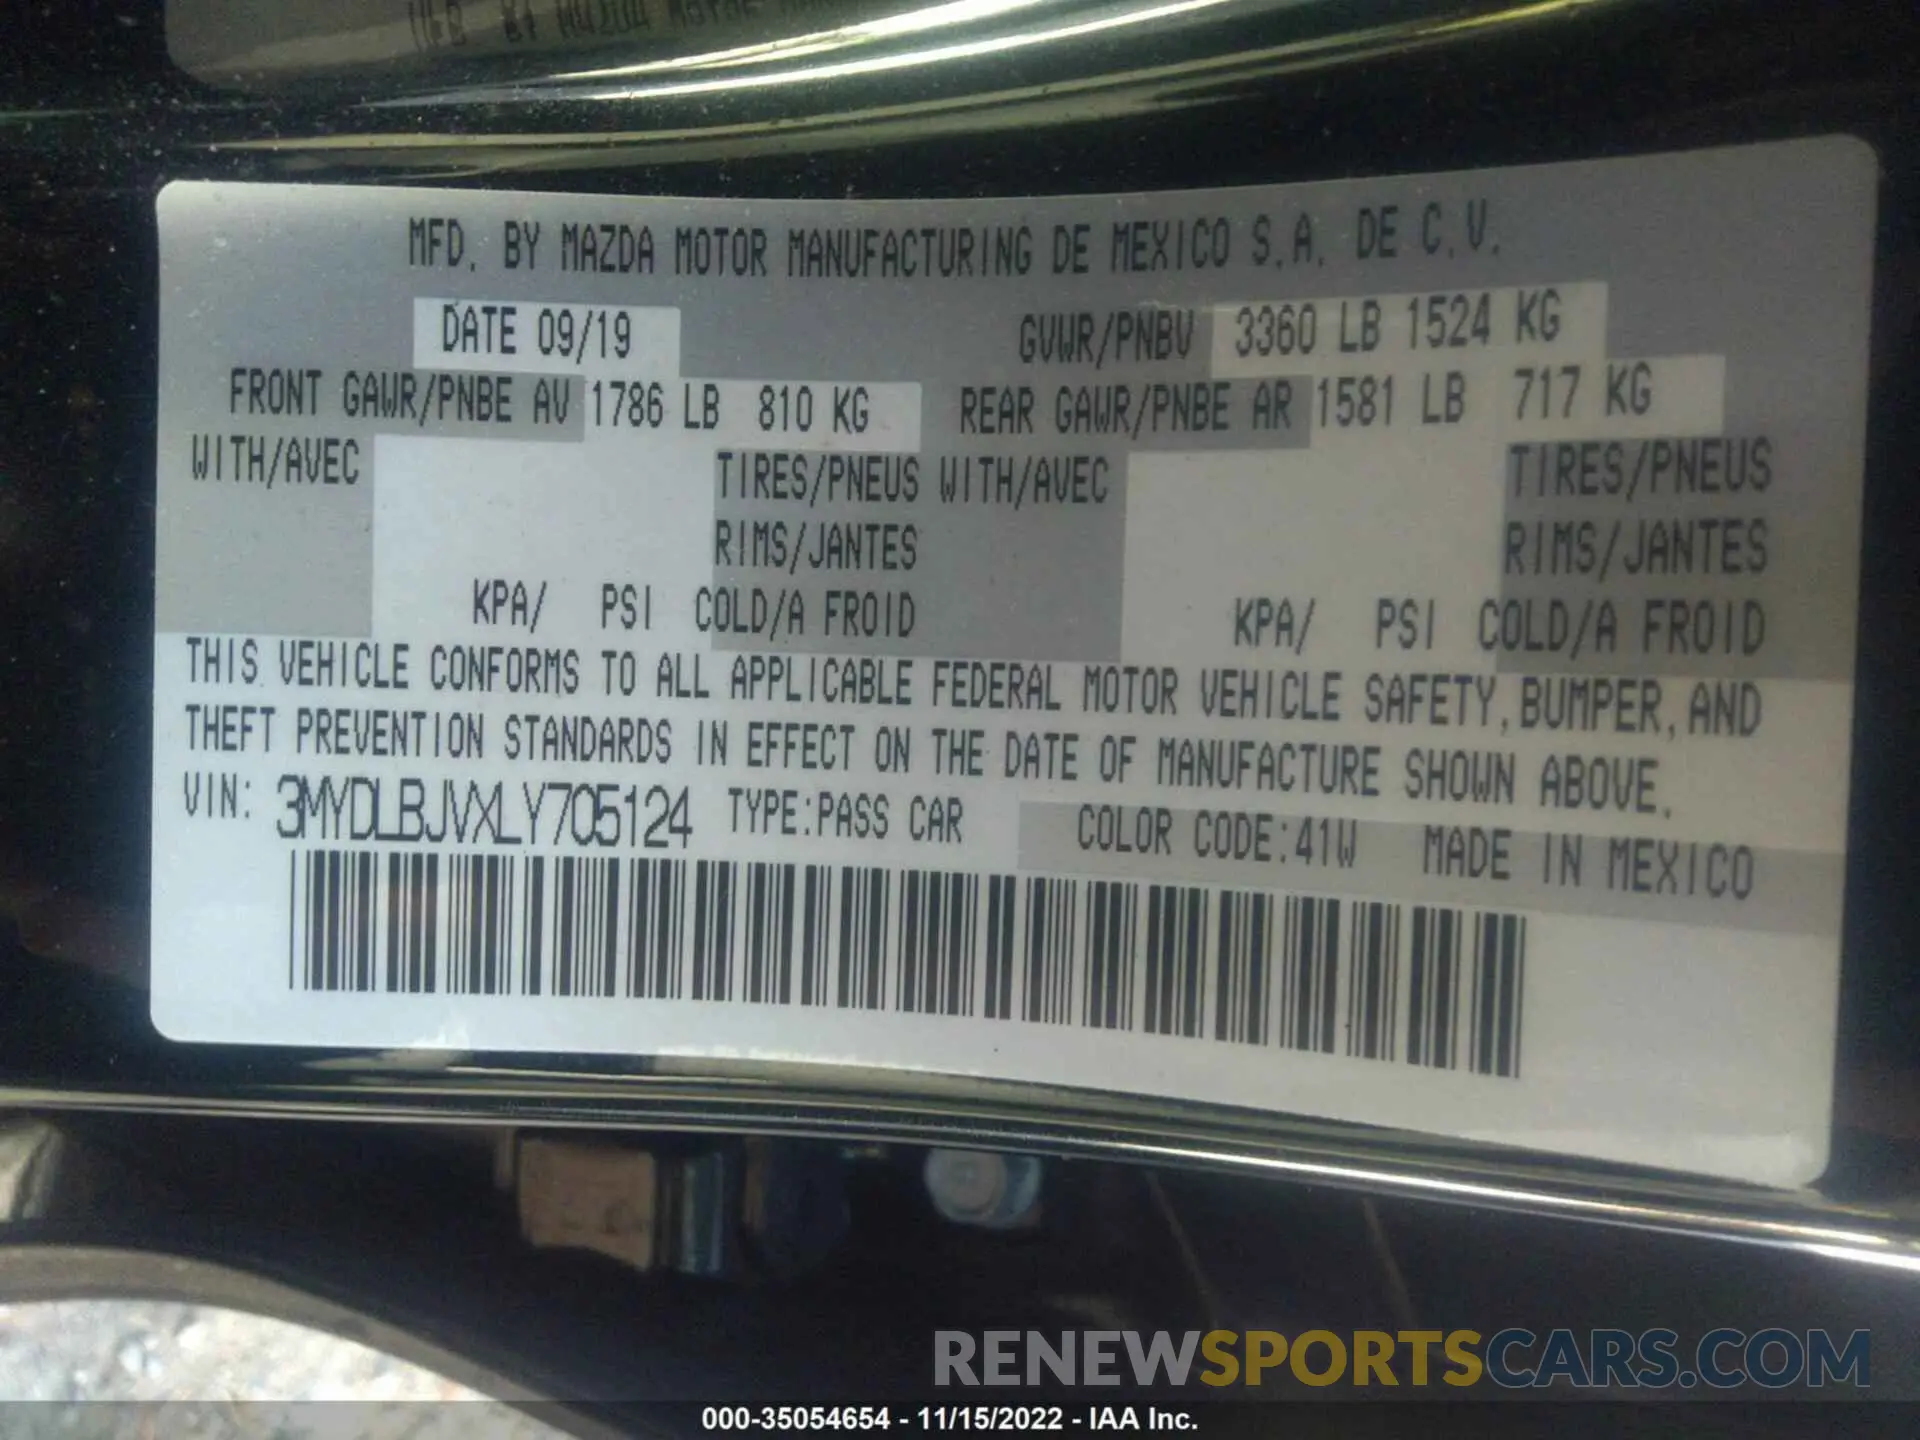 MFD. BY MAZDA MOTOR MANUFACTURING DE MEXICO S.A. DE C.V.
DATE 09/19 GVWR/PNBV 3360 LB 1524 KG
FRONT GAWR/PNBE AV 1786 LB 810 KG REAR GAWR/PNBE AR 1581 LB 717 KG
WITH/AVEC TIRES/PNEUS WITH/AVEC TIRES/PNEUS
RIMS/JANTES RIMS/JANTES
KPA/ PSI COLD/A FROID KPA/ PSI COLD/A FROID
THIS VEHICLE CONFORMS TO ALL APPLICABLE FEDERAL MOTOR VEHICLE SAFETY, BUMPER, AND
THEFT PREVENTION STANDARDS IN EFFECT ON THE DATE OF MANUFACTURE SHOWN ABOVE.
VIN: 3MYDLBJVXLY705124 TYPE:PASS CAR COLOR CODE:41W MADE IN MEXICO
RENEWSPORTSCARS.COM
000-35054654 - 11/15/2022 - IAA Inc.